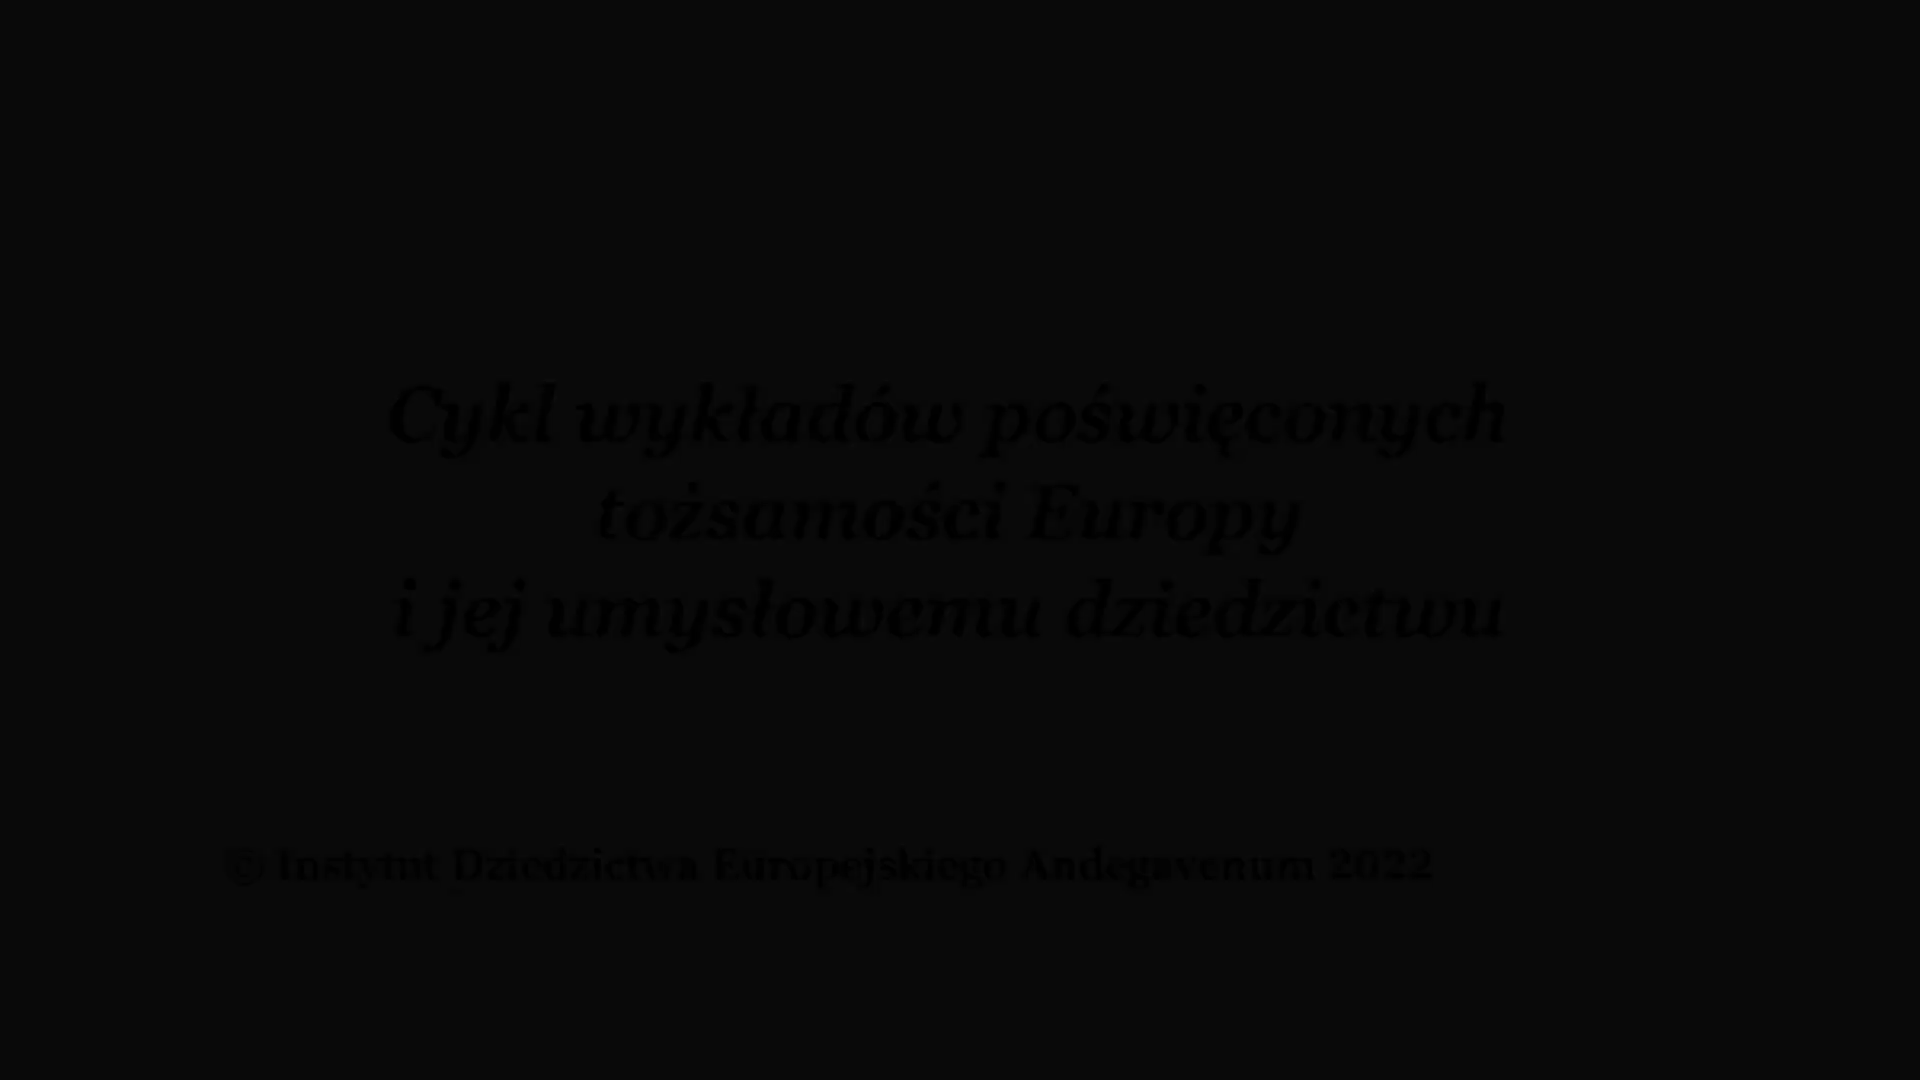 Cykl wykładów poświęconych
tożsamości Europy
i jej umysłowemu dziedzictwu
© Instytut Dziedzictwa Europejskiego Andegavenum 2022